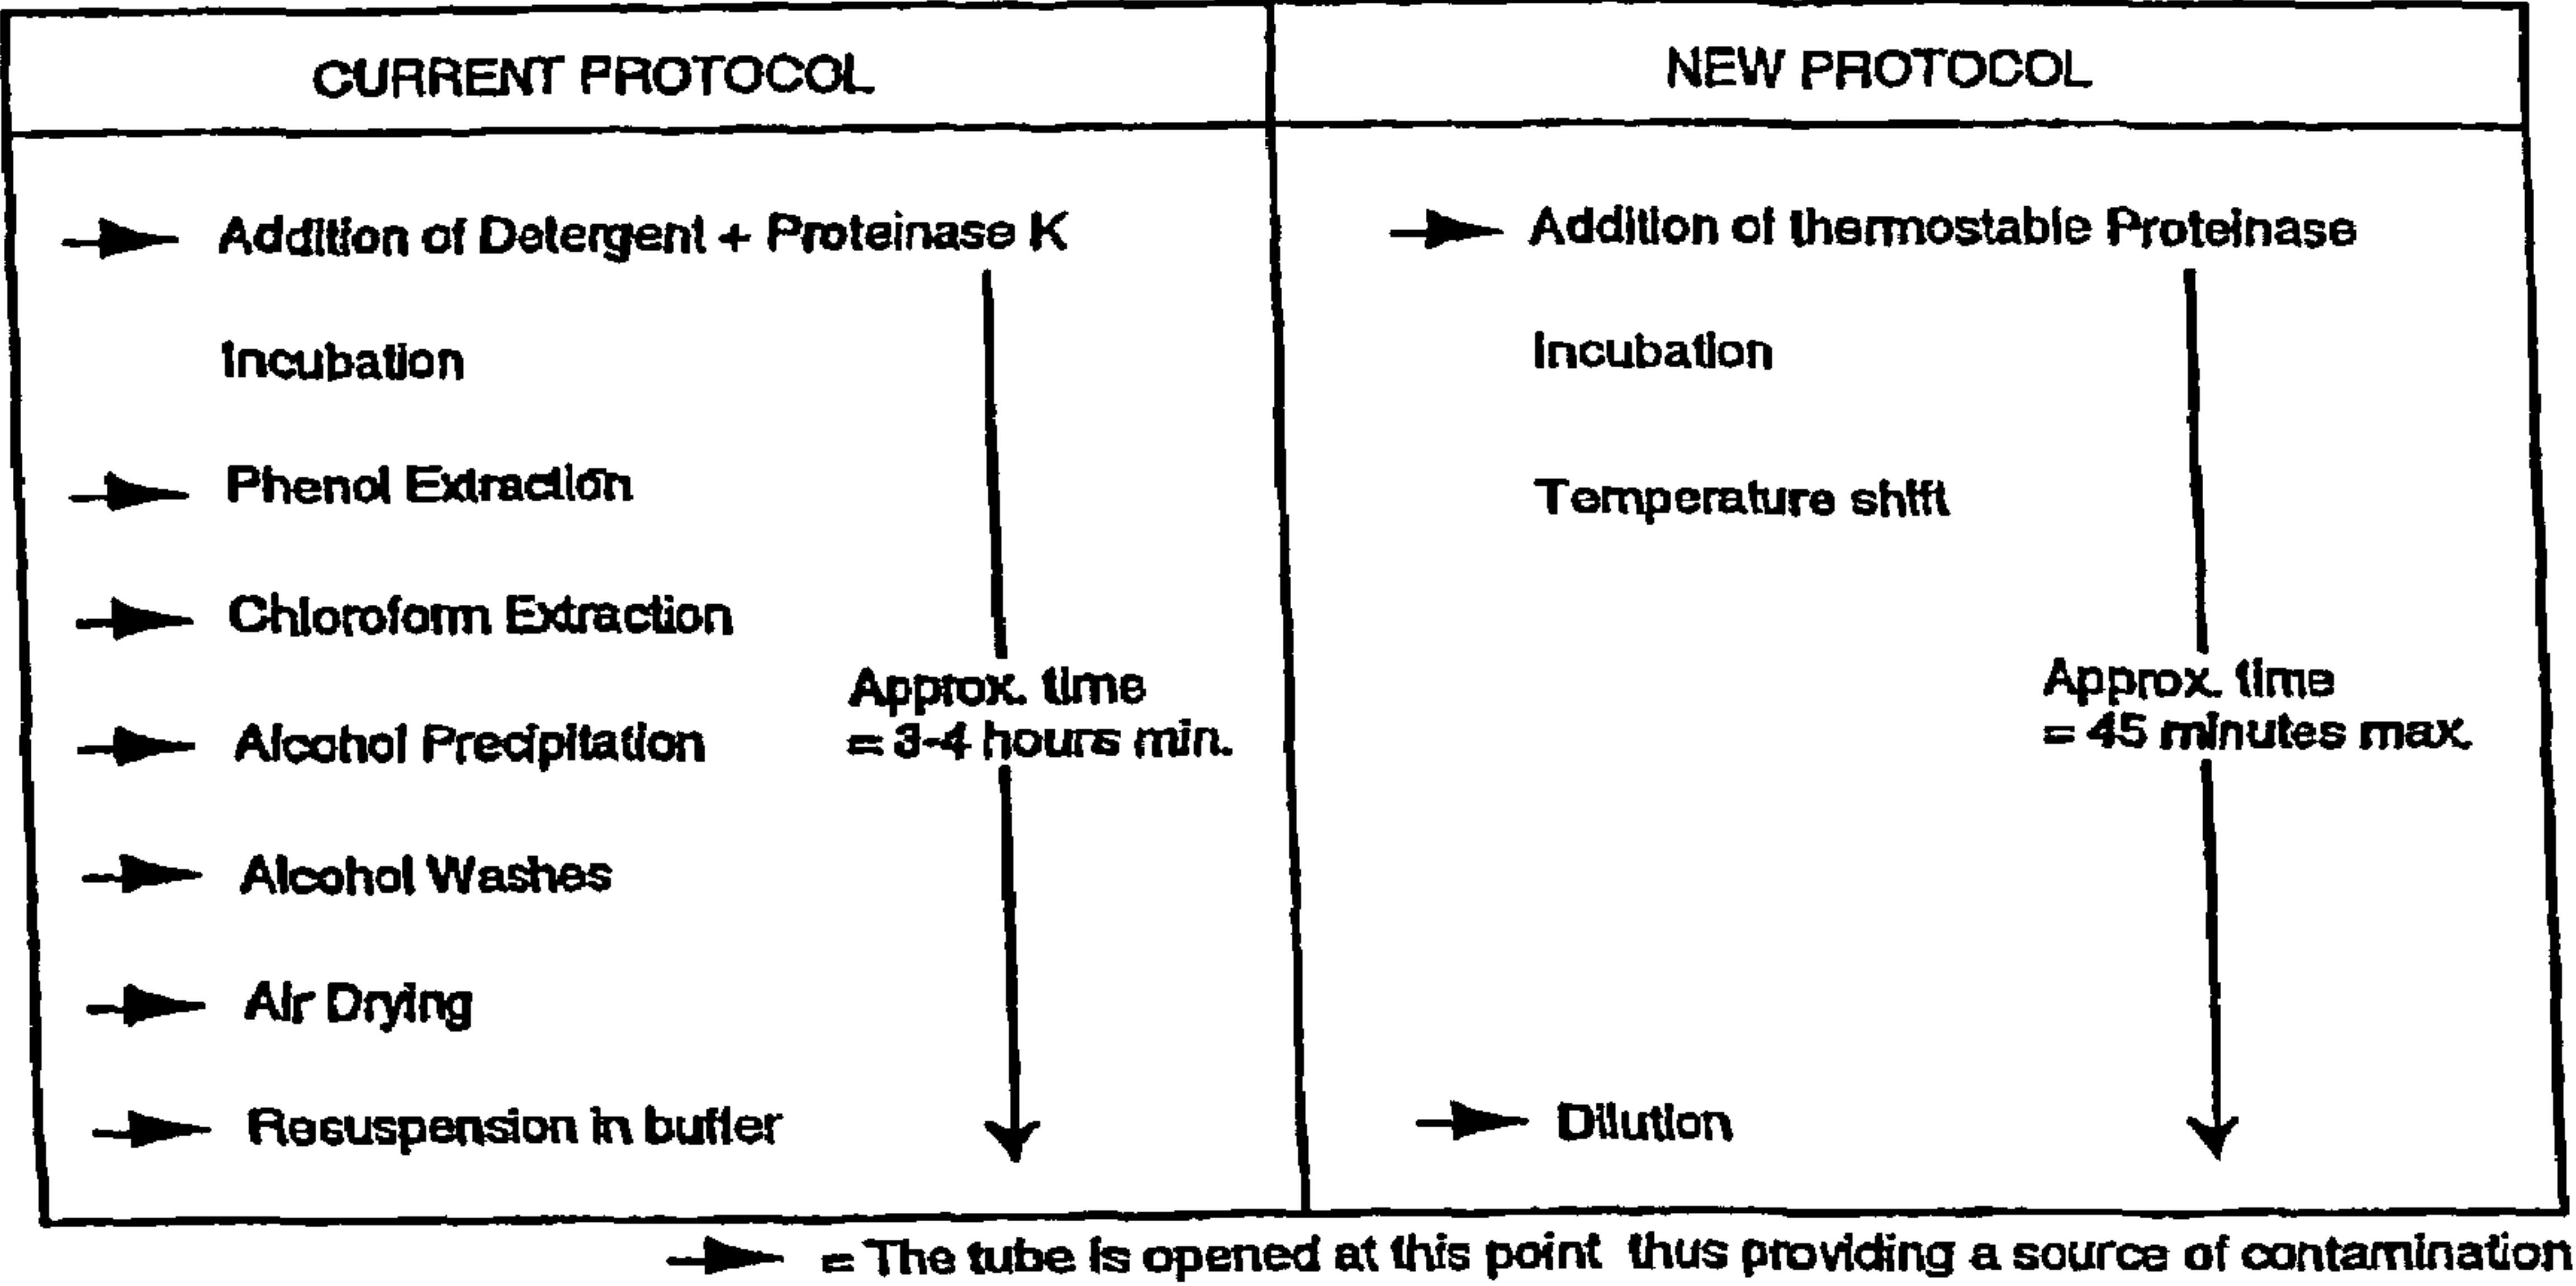 CURRENT PROTOCOL
Addition of Detergent + Proteinase K
Incubation
Phenol Extraction
Chloroform Extraction
Alcohol Precipitation
Alcohol Washes
Air Drying
Resuspension in buffer
Approx. time
= 3-4 hours min.
NEW PROTOCOL
Addition of thermostable Proteinase
Incubation
Temperature shift
Dilution
Approx. time
= 45 minutes max.
= The tube is opened at this point thus providing a source of contamination